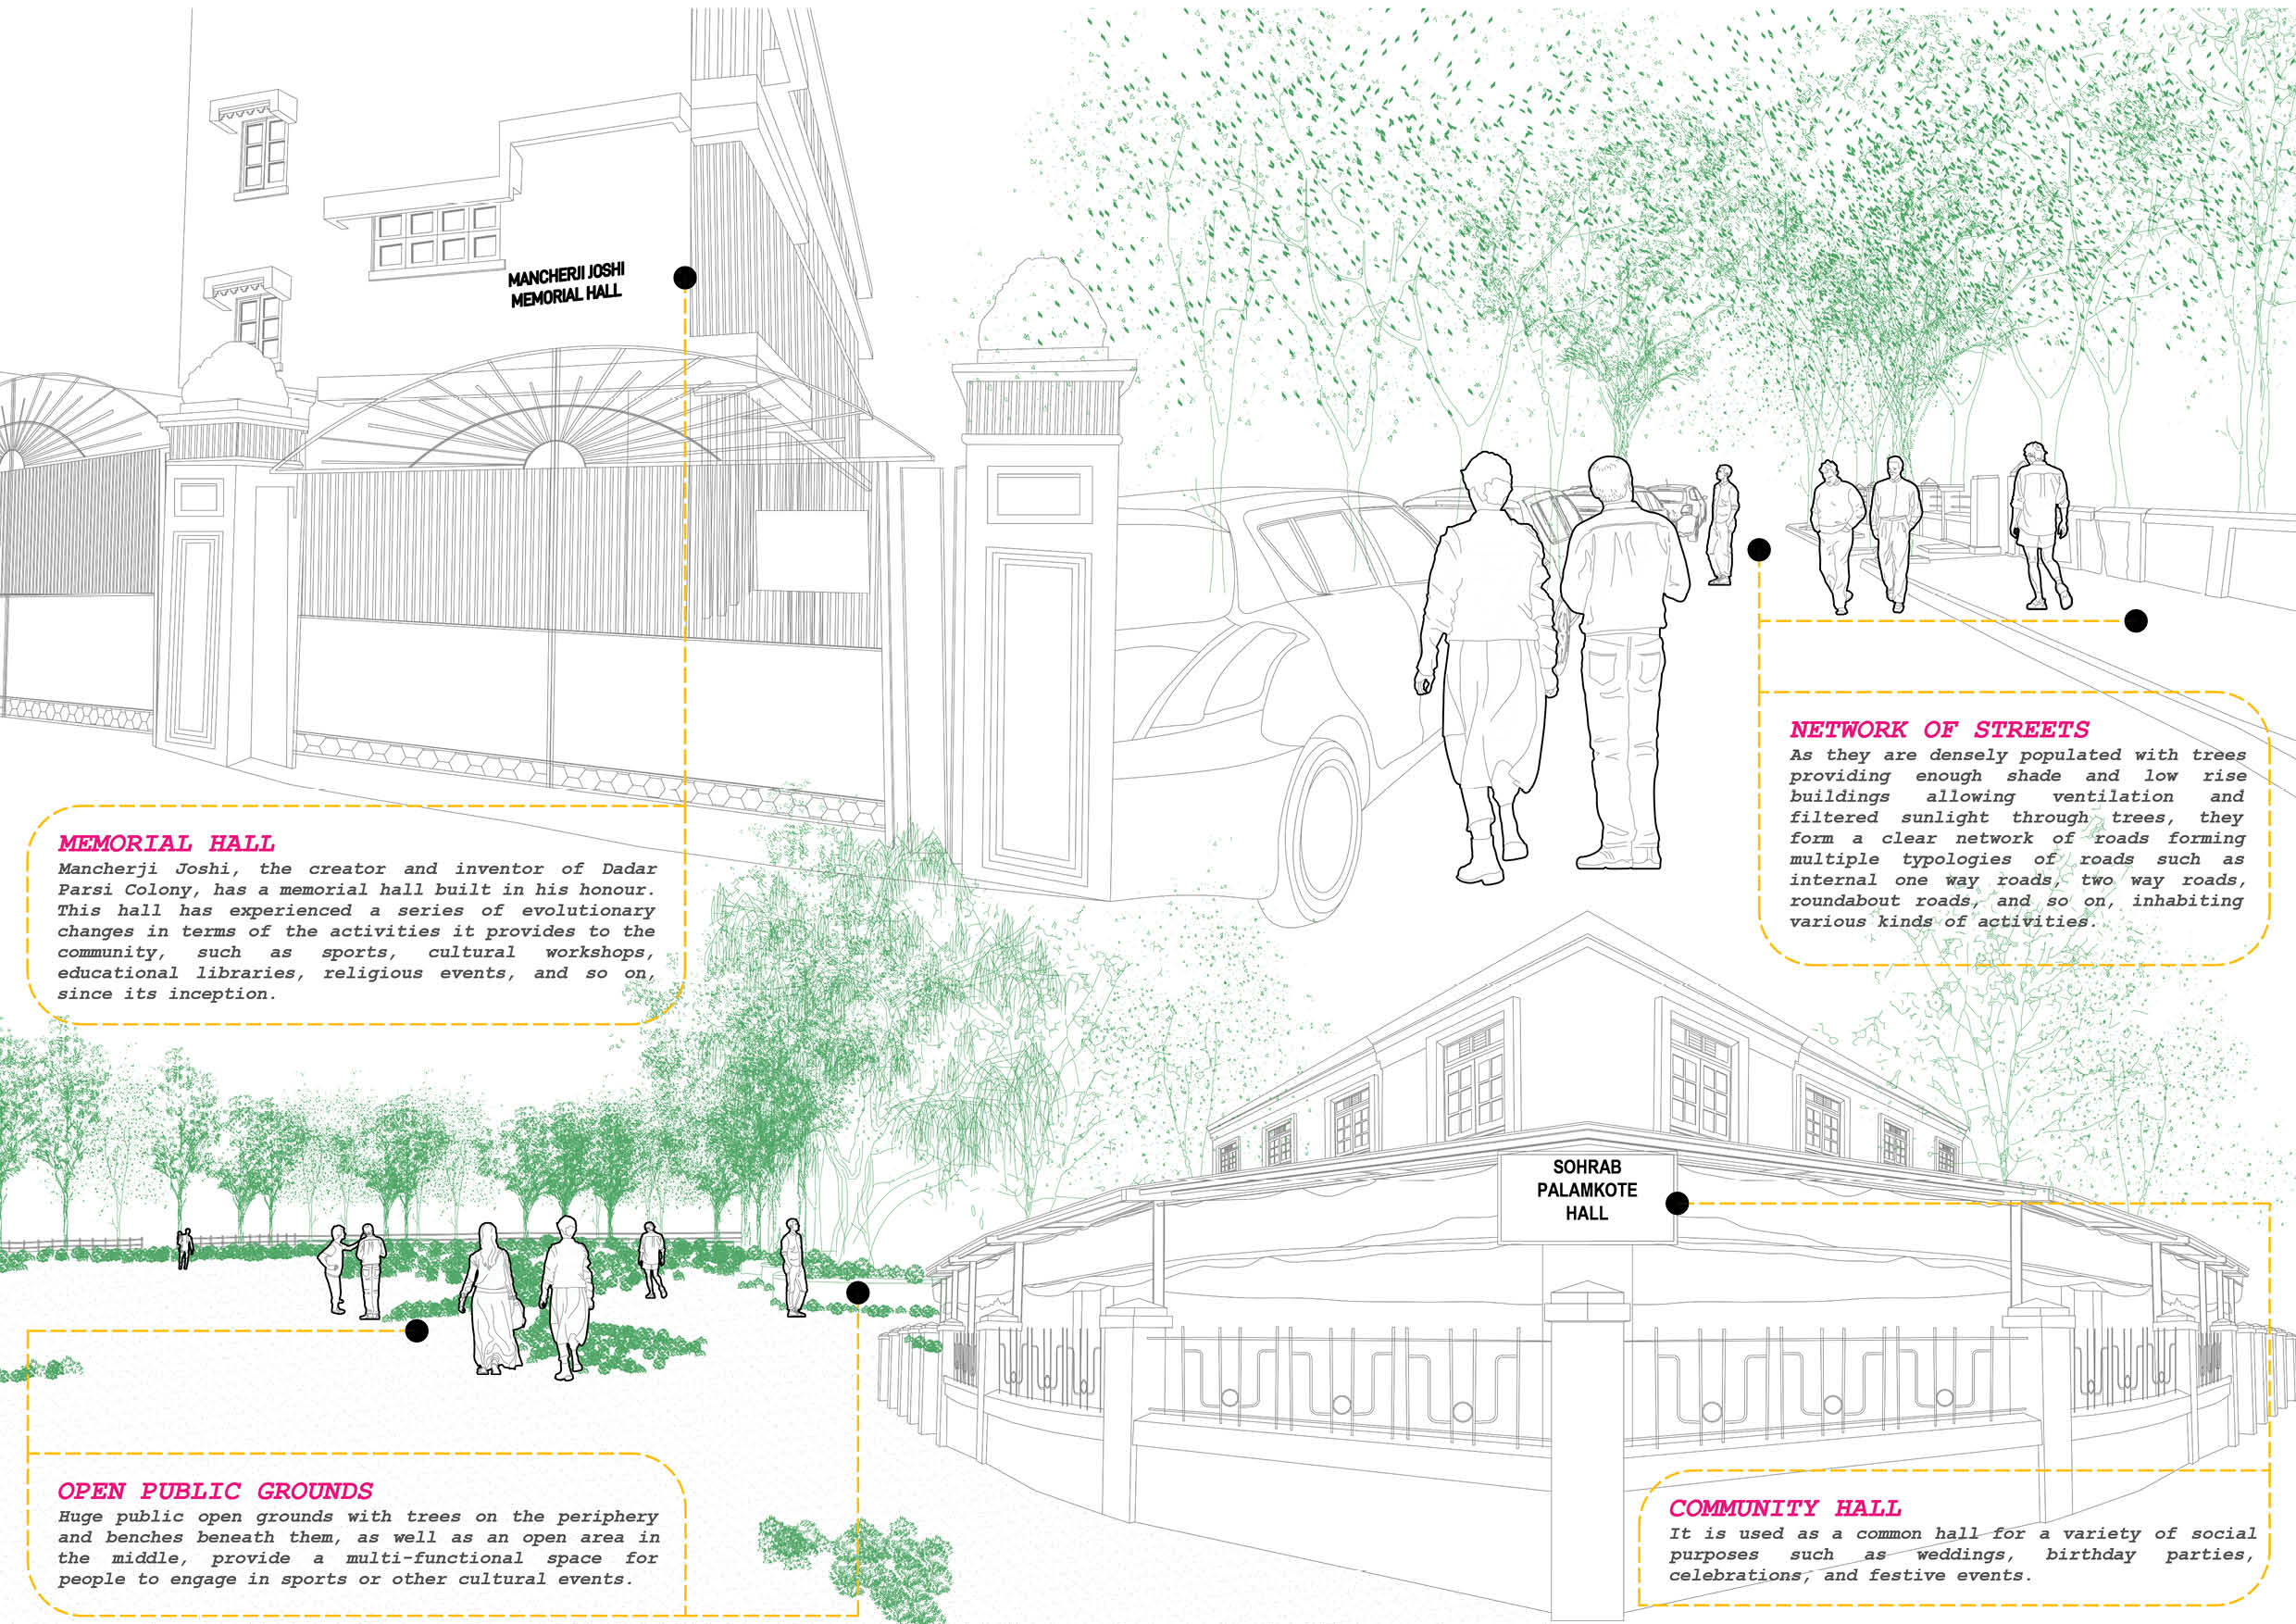 MANCHERJI JOSHI
MEMORIAL HALL
NETWORK OF STREETS
As they are densely populated with trees
providing enough shade and low rise
buildings allowing ventilation and
filtered sunlight through trees, they
form a clear network of roads forming
multiple typologies of roads such as
internal one way roads, two way roads,
roundabout roads, and so on, inhabiting
various kinds of activities.
MEMORIAL HALL
Mancherji Joshi, the creator and inventor of Dadar
Parsi Colony, has a memorial hall built in his honour.
This hall has experienced a series of evolutionary
changes in terms of the activities it provides to the
community, such as sports, cultural workshops,
educational libraries, religious events, and so on,
since its inception.
SOHRAB
PALAMKOTE
HALL
OPEN PUBLIC GROUNDS
Huge public open grounds with trees on the periphery
and benches beneath them, as well as an open area in
the middle, provide a multi-functional space for
people to engage in sports or other cultural events.
COMMUNITY HALL
It is used as a common hall for a variety of social
purposes such as weddings, birthday parties,
celebrations, and festive events.